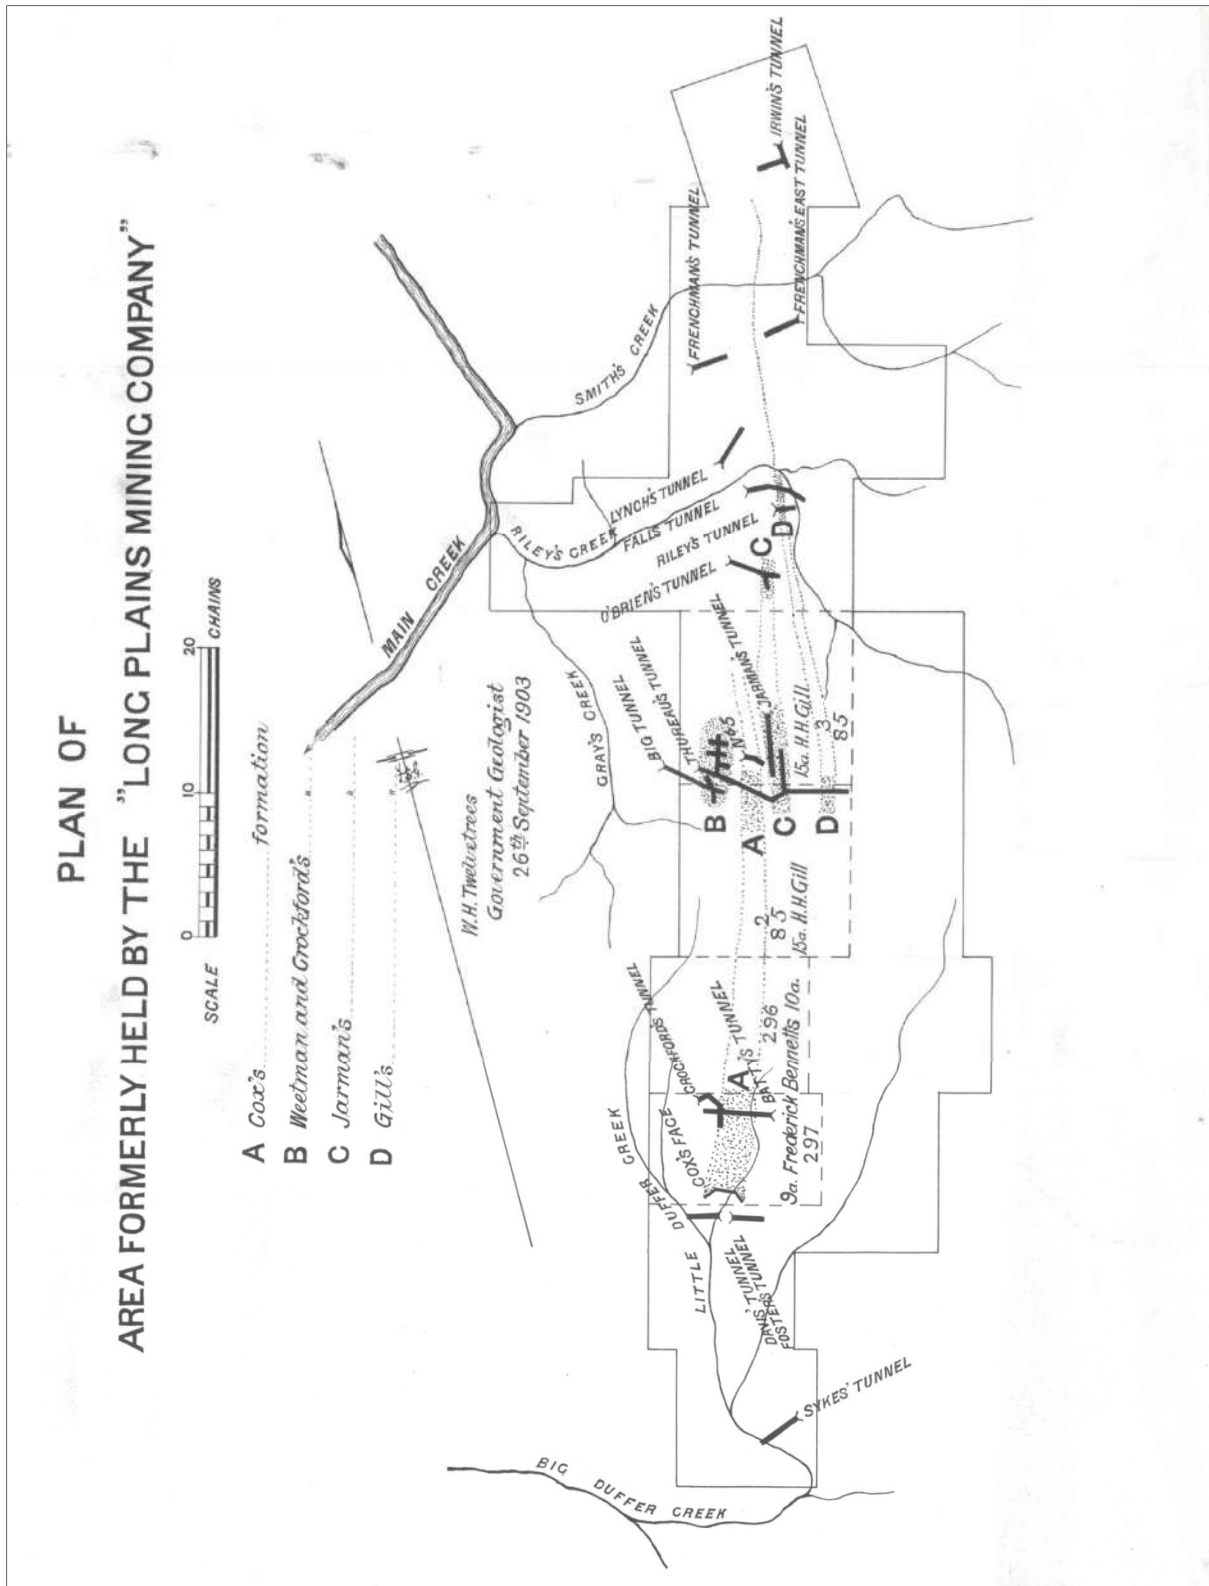 PLAN OF
AREA FORMERLY HELD BY THE "LONG PLAINS MINING COMPANY"
SCALE
0 10 20 CHAINS
A Cox's formation
B Weetman and Crockford's "
C Jarman's "
D Gill's "
W.H. Twelvetrees
Government Geologist
26th September 1903
MAIN CREEK
SMITH'S CREEK
RILEY'S CREEK
GRAY'S CREEK
LITTLE DUFFER CREEK
BIG DUFFER CREEK
IRWIN'S TUNNEL
FRENCHMAN'S TUNNEL
FRENCHMAN'S EAST TUNNEL
LYNCH'S TUNNEL
FALLS TUNNEL
RILEY'S TUNNEL
O'BRIEN'S TUNNEL
C
D
BIG TUNNEL
THUREAU'S TUNNEL
No 5
JARMAN'S TUNNEL
B
A
C
D
15a. H.H. Gill
3
85
2
85
15a. H.H. Gill
CROCKFORDS TUNNEL
COX'S FACE
A
BATTY'S TUNNEL
296
9a. Frederick Bennetts 10a.
297
DAVIS' TUNNEL
FOSTER'S TUNNEL
SYKES' TUNNEL